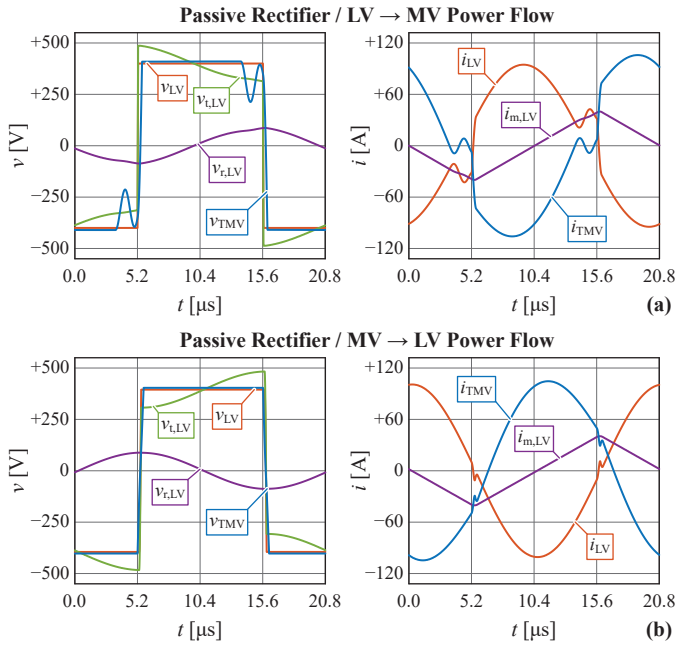 Passive Rectifier / LV → MV Power Flow
+500
+250
0
−250
−500
v [V]
v_LV
v_t,LV
v_r,LV
v_TMV
0.0 5.2 10.4 15.6 20.8
t [µs]
+120
+60
0
−60
−120
i [A]
i_LV
i_m,LV
i_TMV
0.0 5.2 10.4 15.6 20.8
t [µs]
(a)
Passive Rectifier / MV → LV Power Flow
+500
+250
0
−250
−500
v [V]
v_LV
v_t,LV
v_r,LV
v_TMV
0.0 5.2 10.4 15.6 20.8
t [µs]
+120
+60
0
−60
−120
i [A]
i_TMV
i_m,LV
i_LV
0.0 5.2 10.4 15.6 20.8
t [µs]
(b)